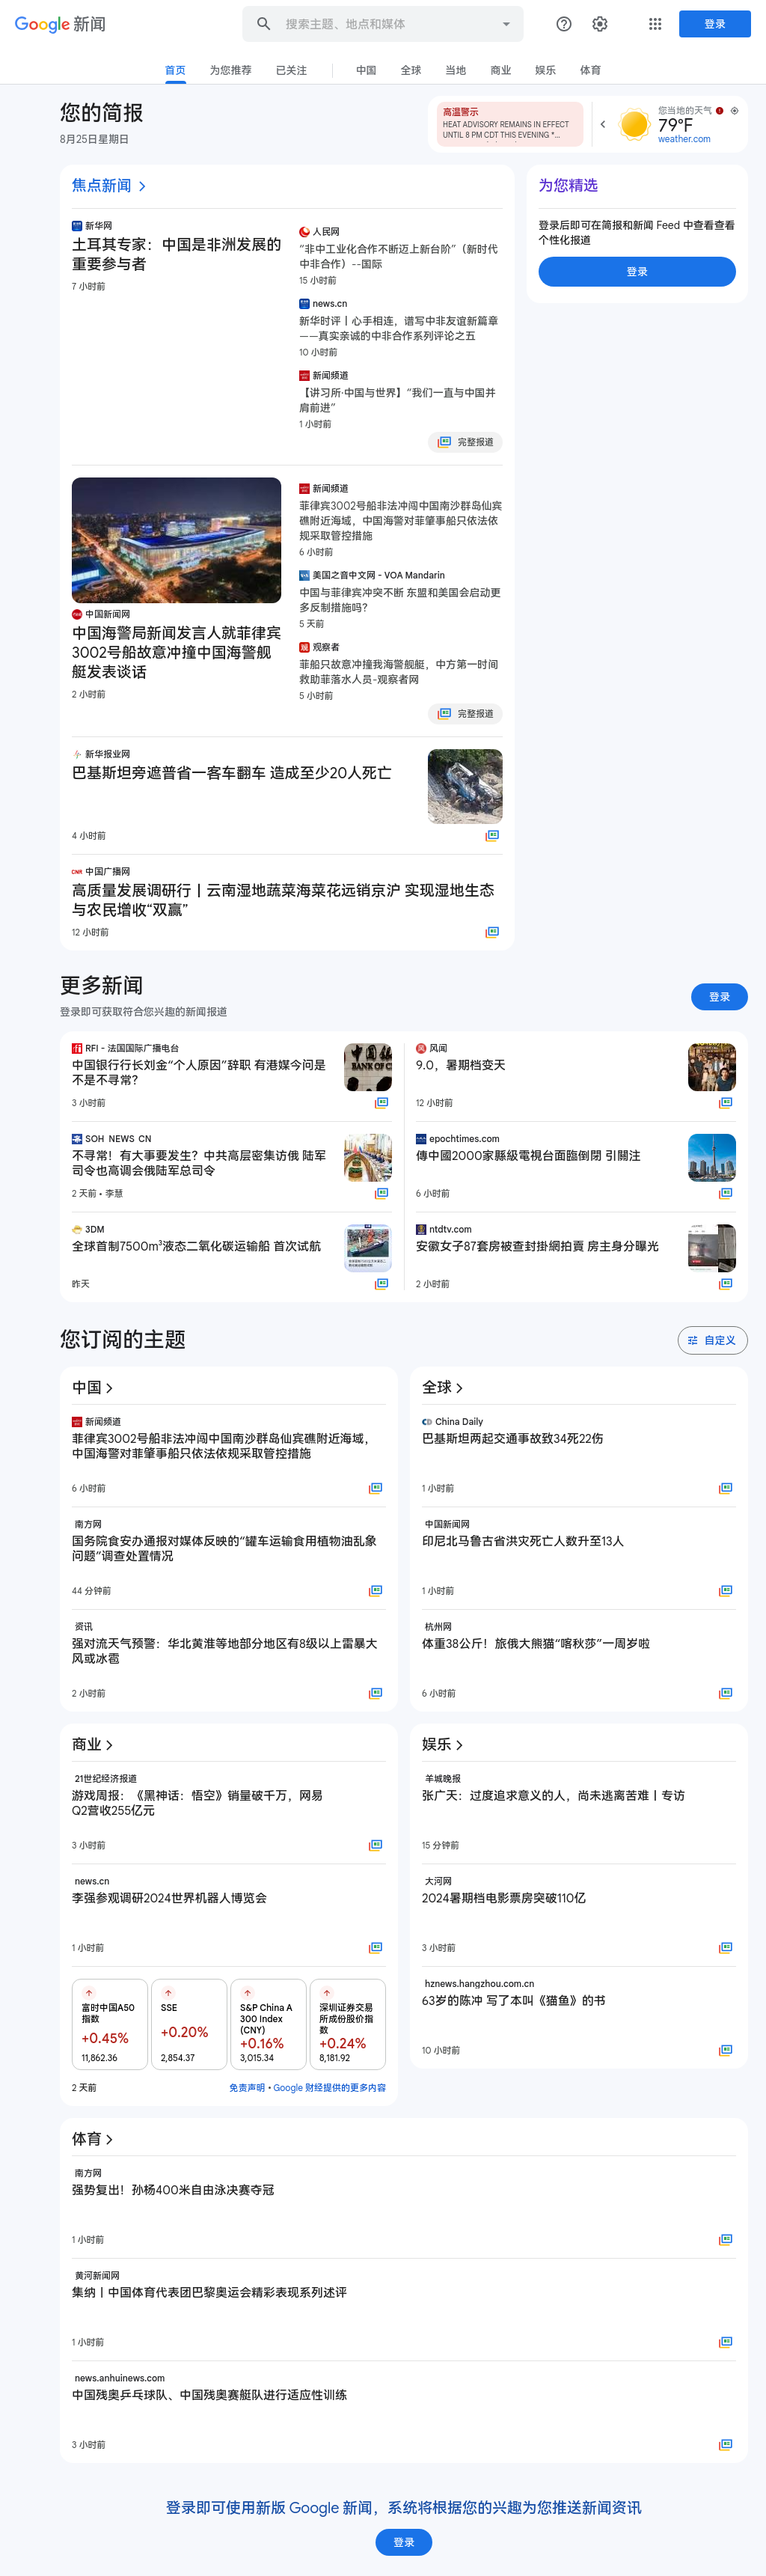 Google 新闻
搜索主题、地点和媒体
登录
首页
为您推荐
已关注
中国
全球
当地
商业
娱乐
体育
您的简报
8月25日星期日
高温警示
HEAT ADVISORY REMAINS IN EFFECT
UNTIL 8 PM CDT THIS EVENING *...
您当地的天气
79°F
weather.com
焦点新闻
新华网
土耳其专家：中国是非洲发展的
重要参与者
7 小时前
人民网
“非中工业化合作不断迈上新台阶”（新时代
中非合作）--国际
15 小时前
news.cn
新华时评丨心手相连，谱写中非友谊新篇章
——真实亲诚的中非合作系列评论之五
10 小时前
新闻频道
【讲习所·中国与世界】“我们一直与中国并
肩前进”
1 小时前
完整报道
中国新闻网
中国海警局新闻发言人就菲律宾
3002号船故意冲撞中国海警舰
艇发表谈话
2 小时前
新闻频道
菲律宾3002号船非法冲闯中国南沙群岛仙宾
礁附近海域，中国海警对菲肇事船只依法依
规采取管控措施
6 小时前
美国之音中文网 - VOA Mandarin
中国与菲律宾冲突不断 东盟和美国会启动更
多反制措施吗？
5 天前
观察者
菲船只故意冲撞我海警舰艇，中方第一时间
救助菲落水人员-观察者网
5 小时前
完整报道
新华报业网
巴基斯坦旁遮普省一客车翻车 造成至少20人死亡
4 小时前
中国广播网
高质量发展调研行丨云南湿地蔬菜海菜花远销京沪 实现湿地生态
与农民增收“双赢”
12 小时前
为您精选
登录后即可在简报和新闻 Feed 中查看查看
个性化报道
登录
更多新闻
登录即可获取符合您兴趣的新闻报道
登录
RFI - 法国国际广播电台
中国银行行长刘金“个人原因”辞职 有港媒今问是
不是不寻常？
3 小时前
风闻
9.0，暑期档变天
12 小时前
SOH_NEWS_CN
不寻常！有大事要发生？中共高层密集访俄 陆军
司令也高调会俄陆军总司令
2 天前 • 李慧
epochtimes.com
傳中國2000家縣級電視台面臨倒閉 引關注
6 小时前
3DM
全球首制7500m³液态二氧化碳运输船 首次试航
昨天
ntdtv.com
安徽女子87套房被查封掛網拍賣 房主身分曝光
2 小时前
您订阅的主题
自定义
中国
新闻频道
菲律宾3002号船非法冲闯中国南沙群岛仙宾礁附近海域，
中国海警对菲肇事船只依法依规采取管控措施
6 小时前
南方网
国务院食安办通报对媒体反映的“罐车运输食用植物油乱象
问题”调查处置情况
44 分钟前
资讯
强对流天气预警：华北黄淮等地部分地区有8级以上雷暴大
风或冰雹
2 小时前
全球
China Daily
巴基斯坦两起交通事故致34死22伤
1 小时前
中国新闻网
印尼北马鲁古省洪灾死亡人数升至13人
1 小时前
杭州网
体重38公斤！旅俄大熊猫“喀秋莎”一周岁啦
6 小时前
商业
21世纪经济报道
游戏周报：《黑神话：悟空》销量破千万，网易
Q2营收255亿元
3 小时前
news.cn
李强参观调研2024世界机器人博览会
1 小时前
富时中国A50
指数
+0.45%
11,862.36
SSE
+0.20%
2,854.37
S&P China A
300 Index
(CNY)
+0.16%
3,015.34
深圳证券交易
所成份股价指
数
+0.24%
8,181.92
2 天前
免责声明 • Google 财经提供的更多内容
娱乐
羊城晚报
张广天：过度追求意义的人，尚未逃离苦难丨专访
15 分钟前
大河网
2024暑期档电影票房突破110亿
3 小时前
hznews.hangzhou.com.cn
63岁的陈冲 写了本叫《猫鱼》的书
10 小时前
体育
南方网
强势复出！孙杨400米自由泳决赛夺冠
1 小时前
黄河新闻网
集纳丨中国体育代表团巴黎奥运会精彩表现系列述评
1 小时前
news.anhuinews.com
中国残奥乒乓球队、中国残奥赛艇队进行适应性训练
3 小时前
登录即可使用新版 Google 新闻，系统将根据您的兴趣为您推送新闻资讯
登录